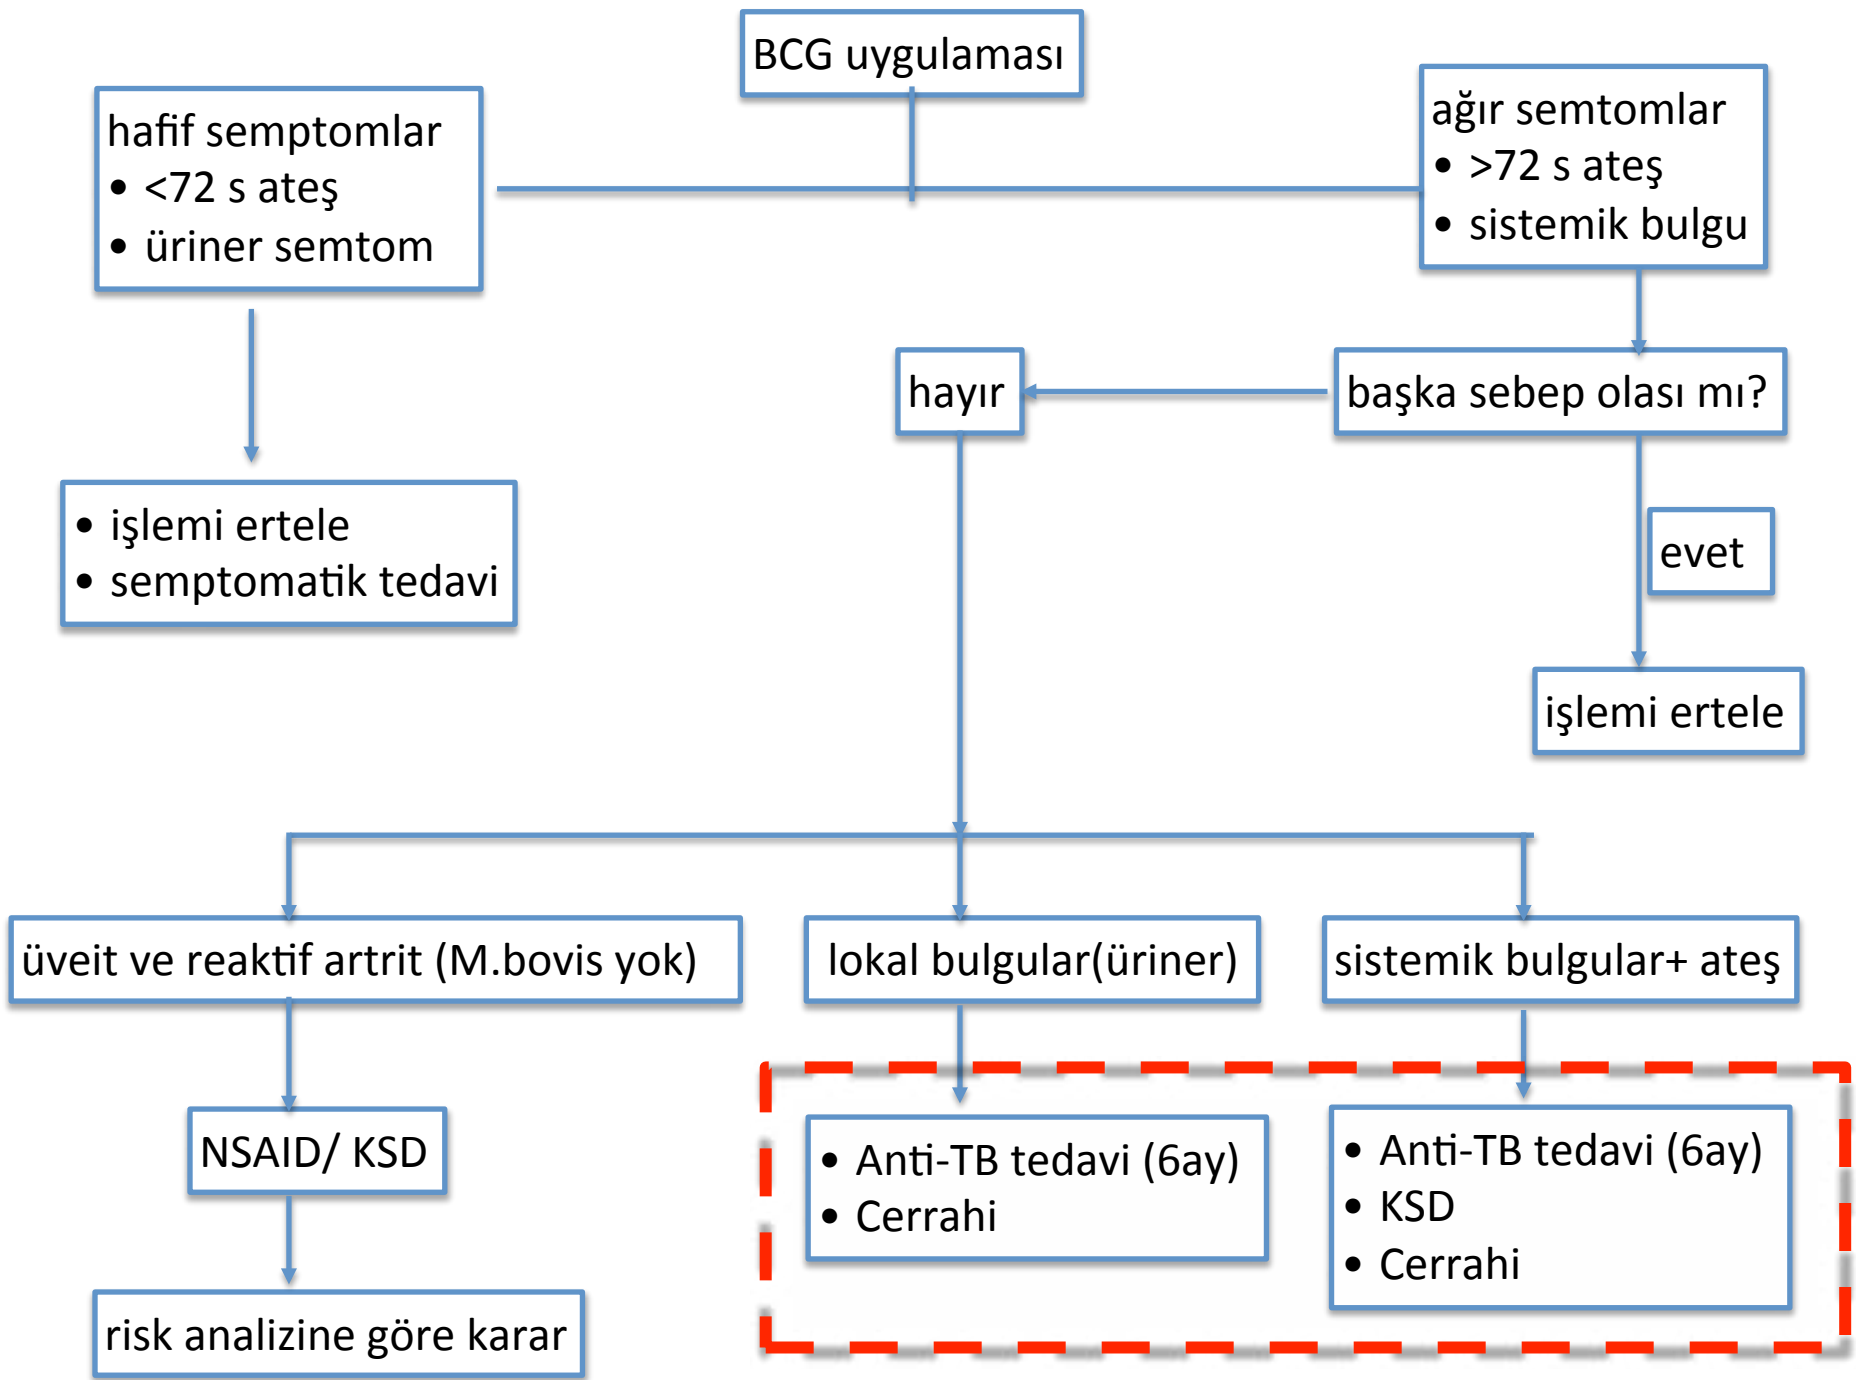 BCG uygulaması
hafif semptomlar
• <72 s ateş
• üriner semtom
ağır semtomlar
• >72 s ateş
• sistemik bulgu
hayır
başka sebep olası mı?
• işlemi ertele
• semptomatik tedavi
evet
işlemi ertele
üveit ve reaktif artrit (M.bovis yok)
lokal bulgular(üriner)
sistemik bulgular+ ateş
NSAID/ KSD
• Anti-TB tedavi (6ay)
• Cerrahi
• Anti-TB tedavi (6ay)
• KSD
• Cerrahi
risk analizine göre karar